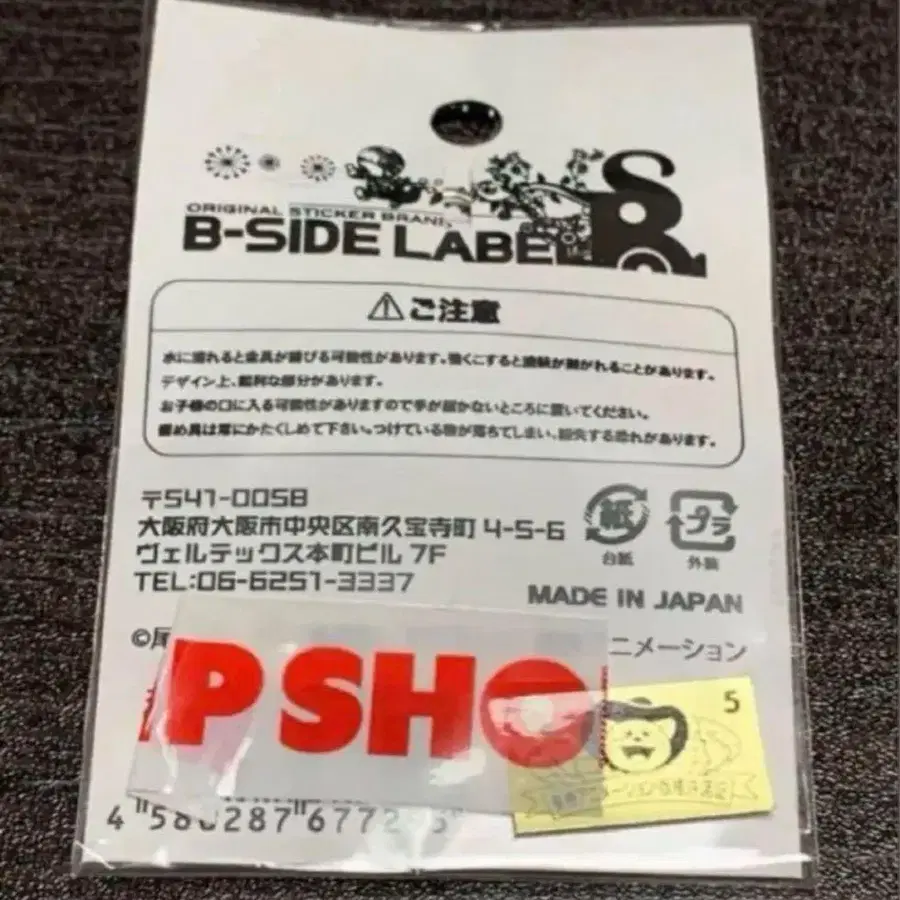 ORIGINAL STICKER BRAND
B-SIDE LABEL
ご注意
水に濡れると金具が錆びる可能性があります。強くこすると塗装が剥がれることがあります。
デザイン上、鋭利な部分があります。
お子様の口に入る可能性がありますので手が届かないところに置いてください。
留め具は常にかたくしめて下さい。つけている物が落ちてしまい、紛失する恐れがあります。
〒541-0058
大阪府大阪市中央区南久宝寺町 4-5-6
ヴェルテックス本町ビル 7F
TEL:06-6251-3337
紙
台紙
プラ
外装
MADE IN JAPAN
©尾
ニメーション
P SHO
5
4 580287 677